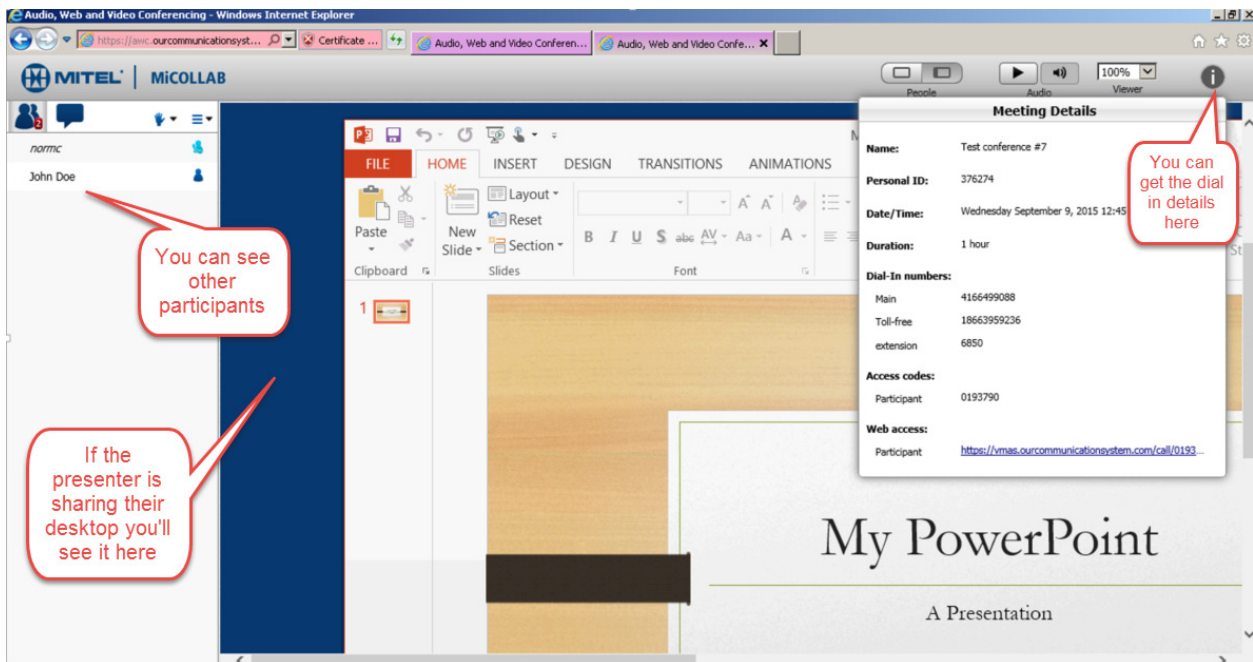 Audio, Web and Video Conferencing - Windows Internet Explorer
https://awc.ourcommunicationsyst... Certificate ... Audio, Web and Video Conferen... Audio, Web and Video Confe... X
MITEL | MiCOLLAB
People Audio 100% Viewer
2
normc
John Doe
You can see
other
participants
If the
presenter is
sharing their
desktop you'll
see it here
FILE HOME INSERT DESIGN TRANSITIONS ANIMATIONS
Paste
Clipboard
New
Slide
Layout
Reset
Section
Slides
B I U S abc AV Aa A
Font
1
My PowerPoint
A Presentation
Meeting Details
Name: Test conference #7
Personal ID: 376274
Date/Time: Wednesday September 9, 2015 12:45
Duration: 1 hour
Dial-In numbers:
Main 4166499088
Toll-free 18663959236
extension 6850
Access codes:
Participant 0193790
Web access:
Participant https://vmas.ourcommunicationsystem.com/call/0193...
You can
get the dial
in details
here